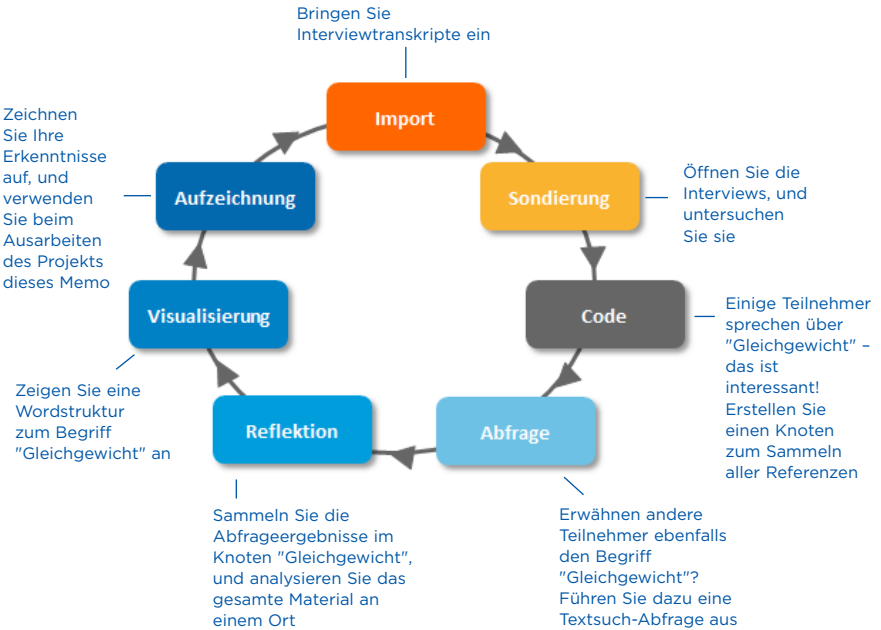 Bringen Sie
Interviewtranskripte ein
Import
Sondierung
Öffnen Sie die
Interviews, und
untersuchen
Sie sie
Code
Einige Teilnehmer
sprechen über
"Gleichgewicht" –
das ist
interessant!
Erstellen Sie
einen Knoten
zum Sammeln
aller Referenzen
Abfrage
Erwähnen andere
Teilnehmer ebenfalls
den Begriff
"Gleichgewicht"?
Führen Sie dazu eine
Textsuch-Abfrage aus
Reflektion
Sammeln Sie die
Abfrageergebnisse im
Knoten "Gleichgewicht",
und analysieren Sie das
gesamte Material an
einem Ort
Visualisierung
Zeigen Sie eine
Wordstruktur
zum Begriff
"Gleichgewicht" an
Aufzeichnung
Zeichnen
Sie Ihre
Erkenntnisse
auf, und
verwenden
Sie beim
Ausarbeiten
des Projekts
dieses Memo